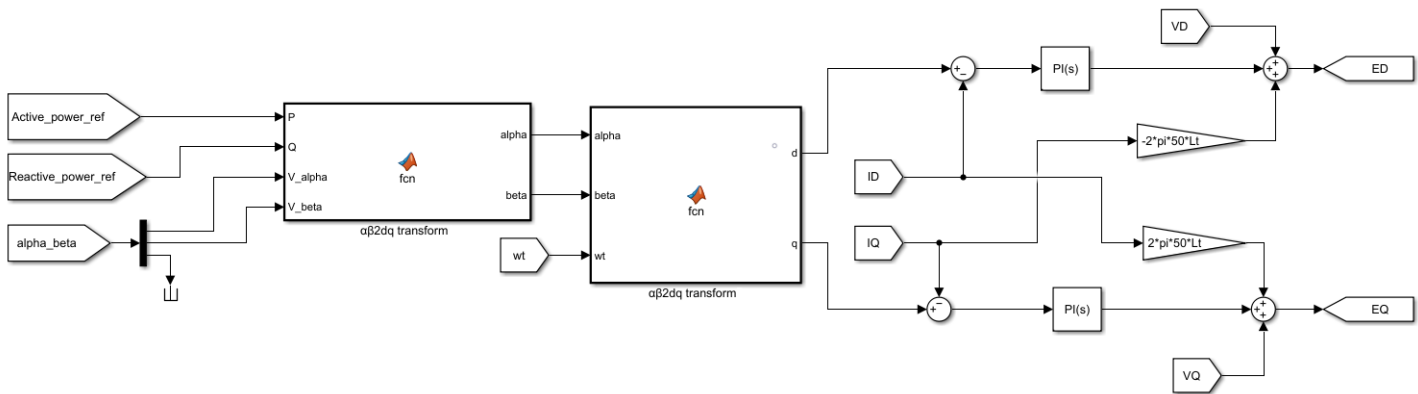 VD
PI(s)
ED
Active_power_ref
P
alpha
alpha
-2*pi*50*Lt
Q
d
Reactive_power_ref
fcn
ID
V_alpha
beta
beta
fcn
V_beta
alpha_beta
αβ2dq transform
IQ
q
2*pi*50*Lt
wt
wt
αβ2dq transform
PI(s)
EQ
VQ